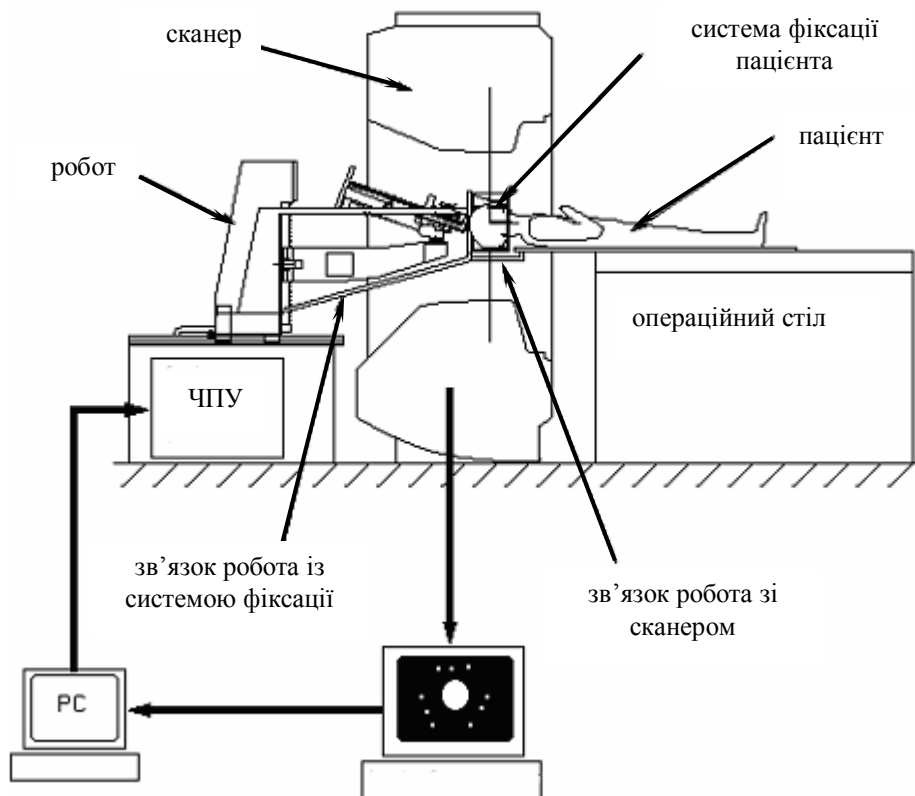 сканер
система фіксації
пацієнта
пацієнт
робот
операційний стіл
ЧПУ
зв’язок робота із
системою фіксації
зв’язок робота зі
сканером
PC